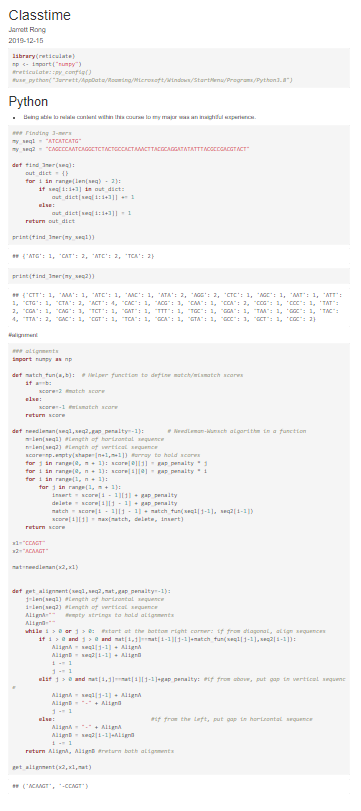 Classtime
Jarrett Rong
2019-12-15
library(reticulate)
np <- import("numpy")
#reticulate::py_config()
#use_python("Jarrett/AppData/Roaming/Microsoft/Windows/StartMenu/Programs/Python3.8")
Python
• Being able to relate content within this course to my major was an insightful experience.
### Finding 3-mers
my_seq1 = "ATCATCATG"
my_seq2 = "CAGCCCAATCAGGCTCTACTGCCACTAAACTTACGCAGGATATATTTACGCCGACGTACT"
def find_3mer(seq):
out_dict = {}
for i in range(len(seq) - 2):
if seq[i:i+3] in out_dict:
out_dict[seq[i:i+3]] += 1
else:
out_dict[seq[i:i+3]] = 1
return out_dict
print(find_3mer(my_seq1))
## {'ATG': 1, 'CAT': 2, 'ATC': 2, 'TCA': 2}
print(find_3mer(my_seq2))
## {'CTT': 1, 'AAA': 1, 'ATC': 1, 'AAC': 1, 'ATA': 2, 'AGG': 2, 'CTC': 1, 'AGC': 1, 'AAT': 1, 'ATT':
1, 'CTG': 1, 'CTA': 2, 'ACT': 4, 'CAC': 1, 'ACG': 3, 'CAA': 1, 'CCA': 2, 'CCG': 1, 'CCC': 1, 'TAT':
2, 'CGA': 1, 'CAG': 3, 'TCT': 1, 'GAT': 1, 'TTT': 1, 'TGC': 1, 'GGA': 1, 'TAA': 1, 'GGC': 1, 'TAC':
4, 'TTA': 2, 'GAC': 1, 'CGT': 1, 'TCA': 1, 'GCA': 1, 'GTA': 1, 'GCC': 3, 'GCT': 1, 'CGC': 2}
#alignment
### alignments
import numpy as np
def match_fun(a,b): # Helper function to define match/mismatch scores
if a==b:
score=1 #match score
else:
score=-1 #mismatch score
return score
def needleman(seq1,seq2,gap_penalty=-1): # Needleman-Wunsch algorithm in a function
m=len(seq1) #length of horizontal sequence
n=len(seq2) #length of vertical sequence
score=np.empty(shape=[n+1,m+1]) #array to hold scores
for j in range(0, m + 1): score[0][j] = gap_penalty * j
for i in range(0, n + 1): score[i][0] = gap_penalty * i
for i in range(1, n + 1):
for j in range(1, m + 1):
insert = score[i - 1][j] + gap_penalty
delete = score[i][j - 1] + gap_penalty
match = score[i - 1][j - 1] + match_fun(seq1[j-1], seq2[i-1])
score[i][j] = max(match, delete, insert)
return score
x1="CCAGT"
x2="ACAAGT"
mat=needleman(x2,x1)
def get_alignment(seq1,seq2,mat,gap_penalty=-1):
j=len(seq1) #length of horizontal sequence
i=len(seq2) #length of vertical sequence
AlignA="" #empty strings to hold alignments
AlignB=""
while i > 0 or j > 0: #start at the bottom right corner: if from diagonal, align sequences
if i > 0 and j > 0 and mat[i,j]==mat[i-1][j-1]+match_fun(seq1[j-1],seq2[i-1]):
AlignA = seq1[j-1] + AlignA
AlignB = seq2[i-1] + AlignB
i -= 1
j -= 1
elif j > 0 and mat[i,j]==mat[i][j-1]+gap_penalty: #if from above, put gap in vertical sequenc
e
AlignA = seq1[j-1] + AlignA
AlignB = "-" + AlignB
j -= 1
else: #if from the left, put gap in horizontal sequence
AlignA = "-" + AlignA
AlignB = seq2[i-1]+AlignB
i -= 1
return AlignA, AlignB #return both alignments
get_alignment(x2,x1,mat)
## ('ACAAGT', '-CCAGT')